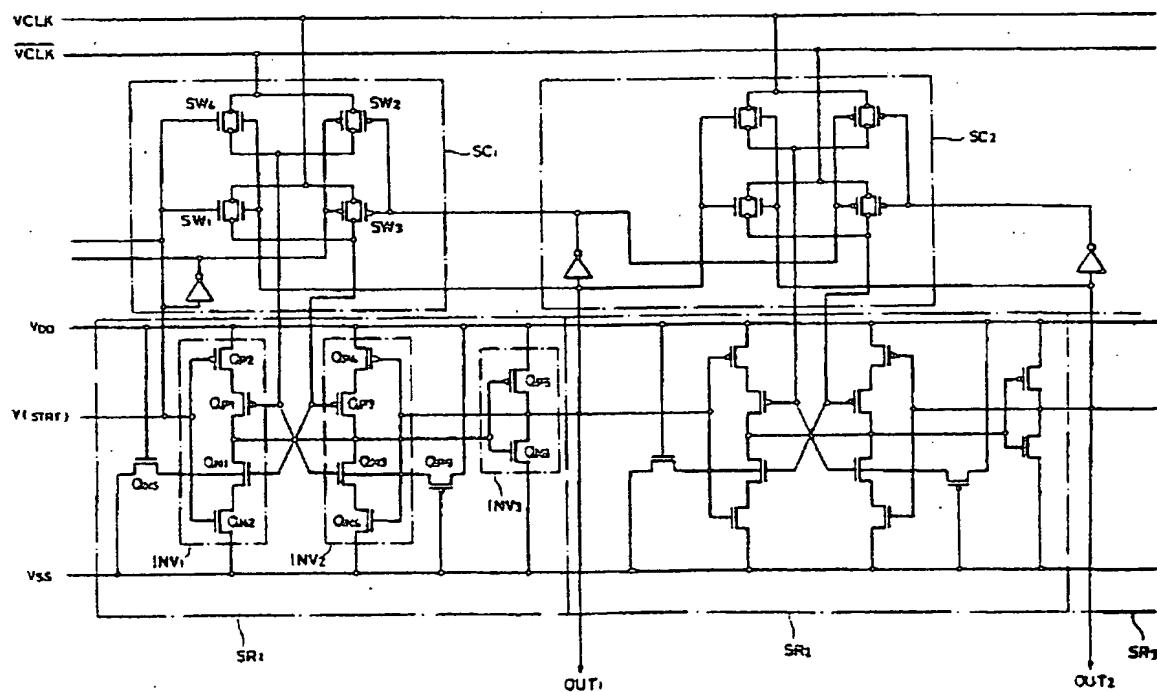 VCLK
VCLK
SW4
SW2
SC1
SC2
SW1
SW3
VDD
V(START)
QP2
QP4
QP5
QP1
QP3
QN1
QN3
QN5
QN2
QN4
INV3
INV1
INV2
VSS
SR1
SR2
SR3
OUT1
OUT2